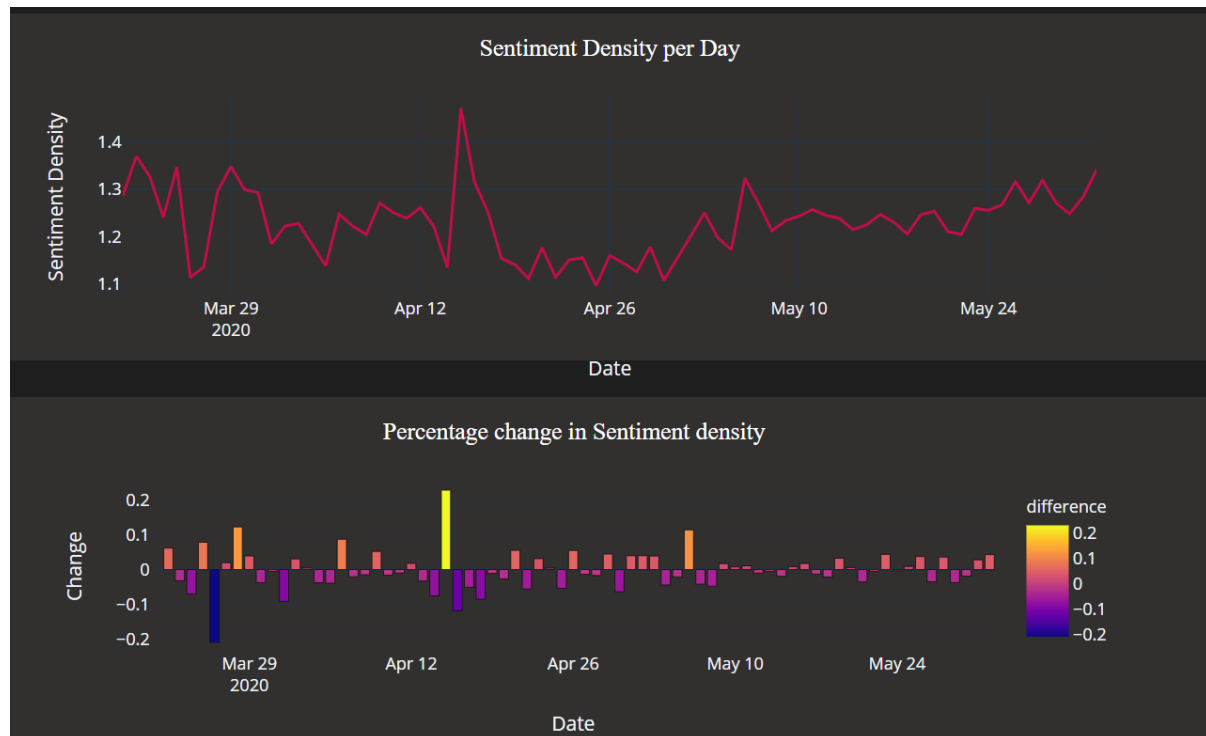 Sentiment Density per Day
Sentiment Density
1.4
1.3
1.2
1.1
Mar 29
2020
Apr 12
Apr 26
May 10
May 24
Date
Percentage change in Sentiment density
Change
0.2
0.1
0
−0.1
−0.2
Mar 29
2020
Apr 12
Apr 26
May 10
May 24
Date
difference
0.2
0.1
0
−0.1
−0.2